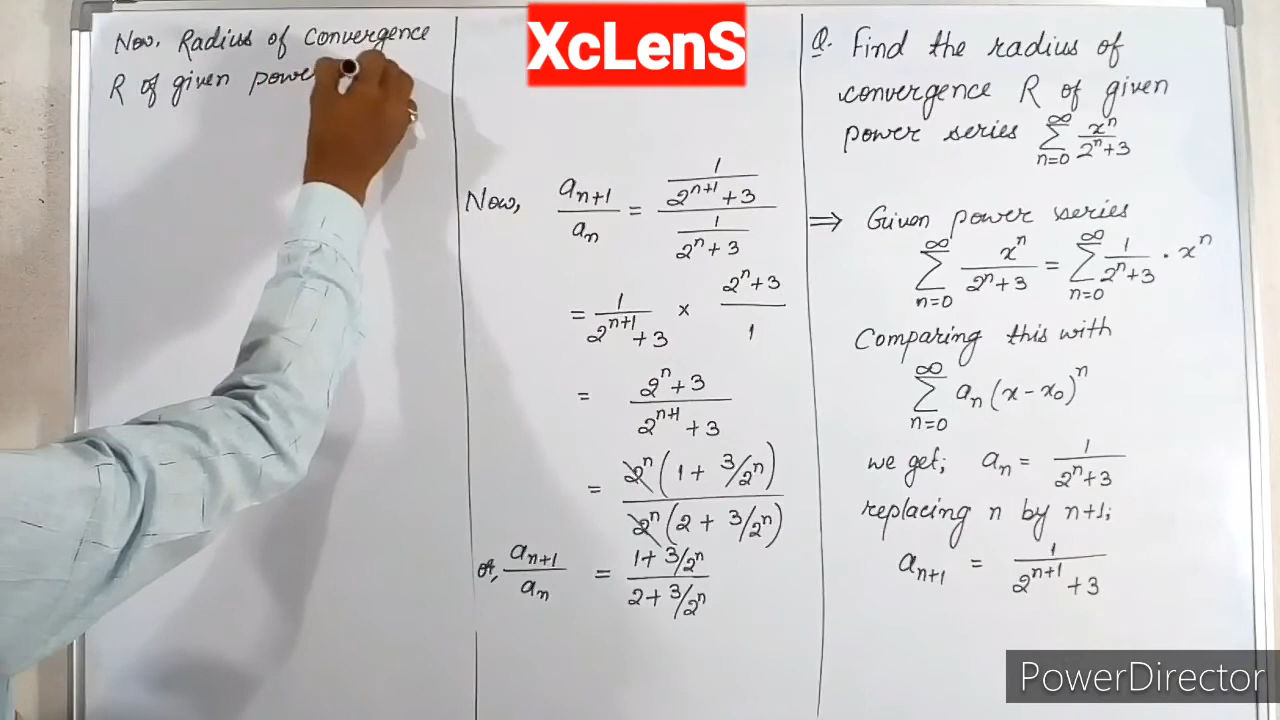 XcLenS
Q. Find the radius of
convergence R of given
power series ∑_{n=0}^{∞} x^n/(2^n+3)
⇒ Given power series
∑_{n=0}^{∞} x^n/(2^n+3) = ∑_{n=0}^{∞} 1/(2^n+3) · x^n
Comparing this with
∑_{n=0}^{∞} a_n (x - x_0)^n
we get; a_n = 1/(2^n+3)
replacing n by n+1;
a_{n+1} = 1/(2^{n+1}+3)
Now, a_{n+1}/a_n = (1/(2^{n+1}+3))/(1/(2^n+3))
= 1/(2^{n+1}+3) × (2^n+3)/1
= (2^n+3)/(2^{n+1}+3)
= 2^n(1+3/2^n)/2^n(2+3/2^n)
or, a_{n+1}/a_n = (1+3/2^n)/(2+3/2^n)
Now, Radius of Convergence
R of given powe
PowerDirector